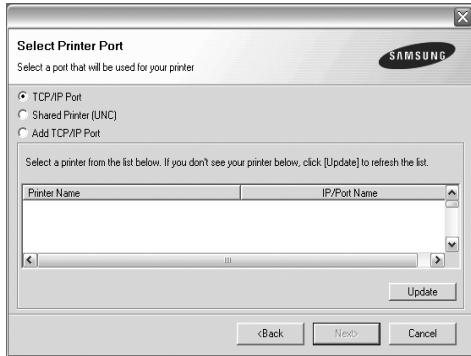 Select Printer Port
Select a port that will be used for your printer
SAMSUNG
TCP/IP Port
Shared Printer (UNC)
Add TCP/IP Port
Select a printer from the list below. If you don't see your printer below, click [Update] to refresh the list.
Printer Name IP/Port Name
Update
<Back Next> Cancel